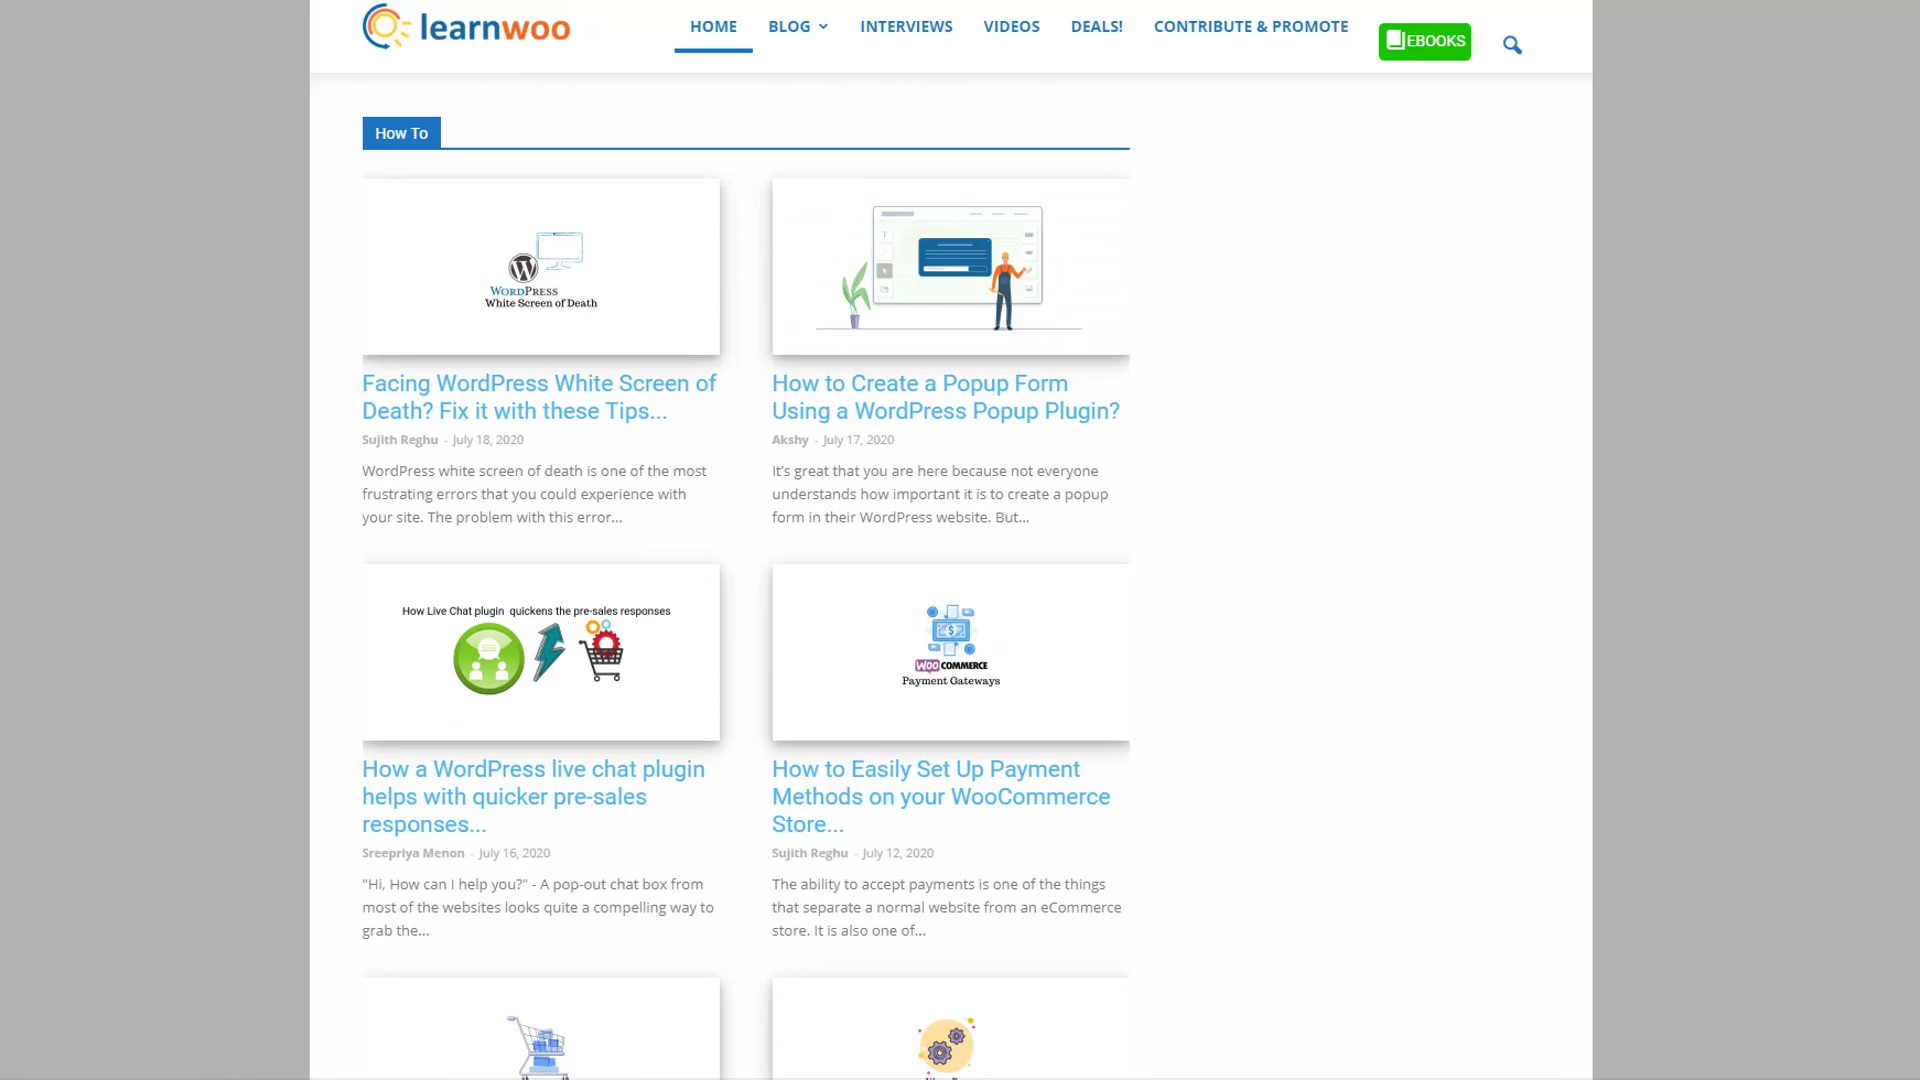 learnwoo
HOME BLOG INTERVIEWS VIDEOS DEALS! CONTRIBUTE & PROMOTE EBOOKS
How To
WORDPRESS
White Screen of Death
Facing WordPress White Screen of
Death? Fix it with these Tips...
Sujith Reghu - July 18, 2020
WordPress white screen of death is one of the most
frustrating errors that you could experience with
your site. The problem with this error...
How to Create a Popup Form
Using a WordPress Popup Plugin?
Akshy - July 17, 2020
It's great that you are here because not everyone
understands how important it is to create a popup
form in their WordPress website. But...
How Live Chat plugin quickens the pre-sales responses
How a WordPress live chat plugin
helps with quicker pre-sales
responses...
Sreepriya Menon - July 16, 2020
"Hi, How can I help you?" - A pop-out chat box from
most of the websites looks quite a compelling way to
grab the...
WOO COMMERCE
Payment Gateways
How to Easily Set Up Payment
Methods on your WooCommerce
Store...
Sujith Reghu - July 12, 2020
The ability to accept payments is one of the things
that separate a normal website from an eCommerce
store. It is also one of...